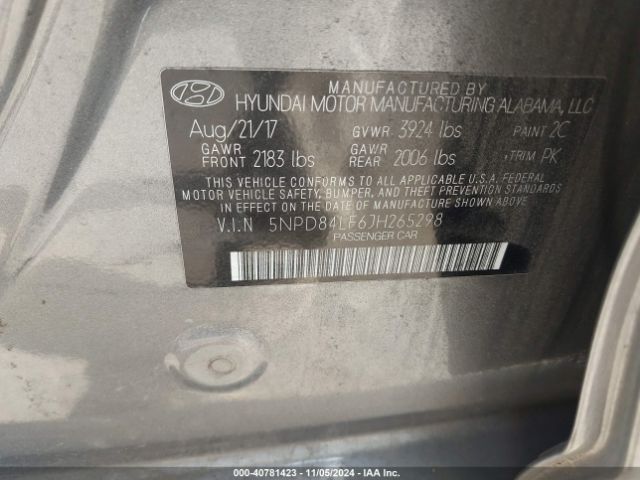 MANUFACTURED BY
HYUNDAI MOTOR MANUFACTURING ALABAMA, LLC
Aug/21/17 GVWR 3924 lbs PAINT 2C
GAWR FRONT 2183 lbs GAWR REAR 2006 lbs TRIM PK
THIS VEHICLE CONFORMS TO ALL APPLICABLE U.S.A FEDERAL
MOTOR VEHICLE SAFETY, BUMPER, AND THEFT PREVENTION
STANDARDS IN EFFECT ON THE DATE OF MANUFACTURE SHOWN ABOVE.
V.I.N 5NPD84LF6JH265298
PASSENGER CAR
000-40781423 - 11/05/2024 - IAA Inc.